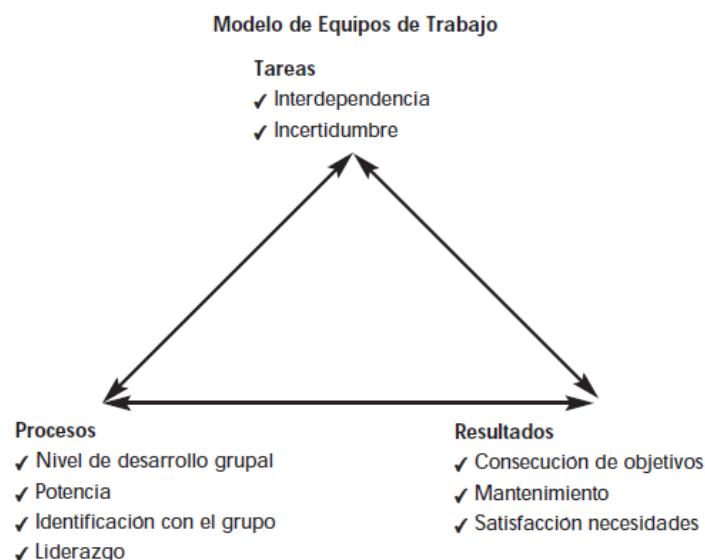 Modelo de Equipos de Trabajo
Tareas
✓ Interdependencia
✓ Incertidumbre
Procesos
✓ Nivel de desarrollo grupal
✓ Potencia
✓ Identificación con el grupo
✓ Liderazgo
Resultados
✓ Consecución de objetivos
✓ Mantenimiento
✓ Satisfacción necesidades